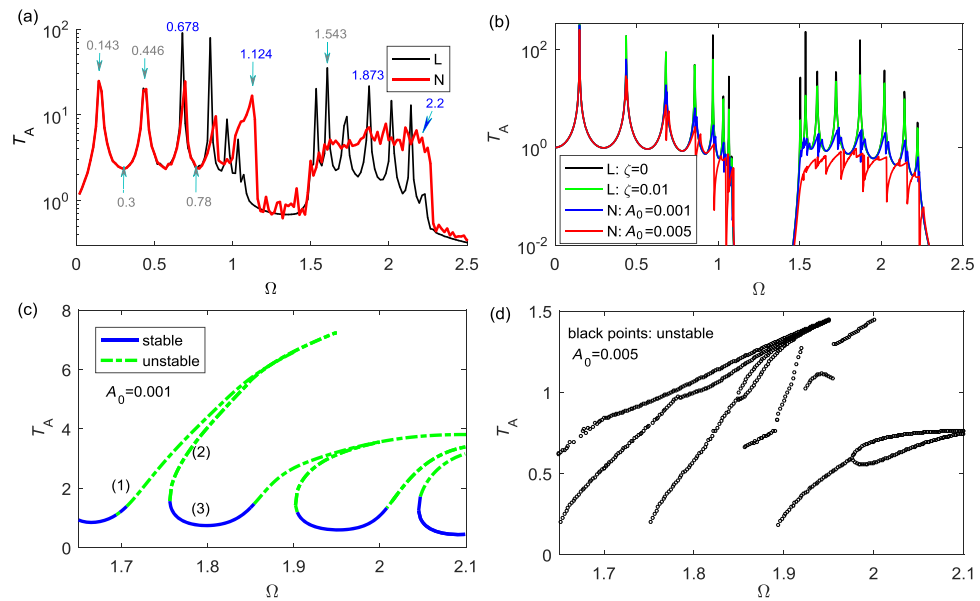 (a)
0.678
0.143
0.446
1.124
1.543
1.873
2.2
L
N
0.3
0.78
10^2
10^1
10^0
T_A
0 0.5 1 1.5 2 2.5
Ω
(b)
10^2
10^0
10^-2
T_A
L: ζ=0
L: ζ=0.01
N: A_0=0.001
N: A_0=0.005
0 0.5 1 1.5 2 2.5
Ω
(c)
stable
unstable
A_0=0.001
(1)
(2)
(3)
8
6
4
2
0
T_A
1.7 1.8 1.9 2 2.1
Ω
(d)
black points: unstable
A_0=0.005
1.5
1
0.5
0
T_A
1.7 1.8 1.9 2 2.1
Ω